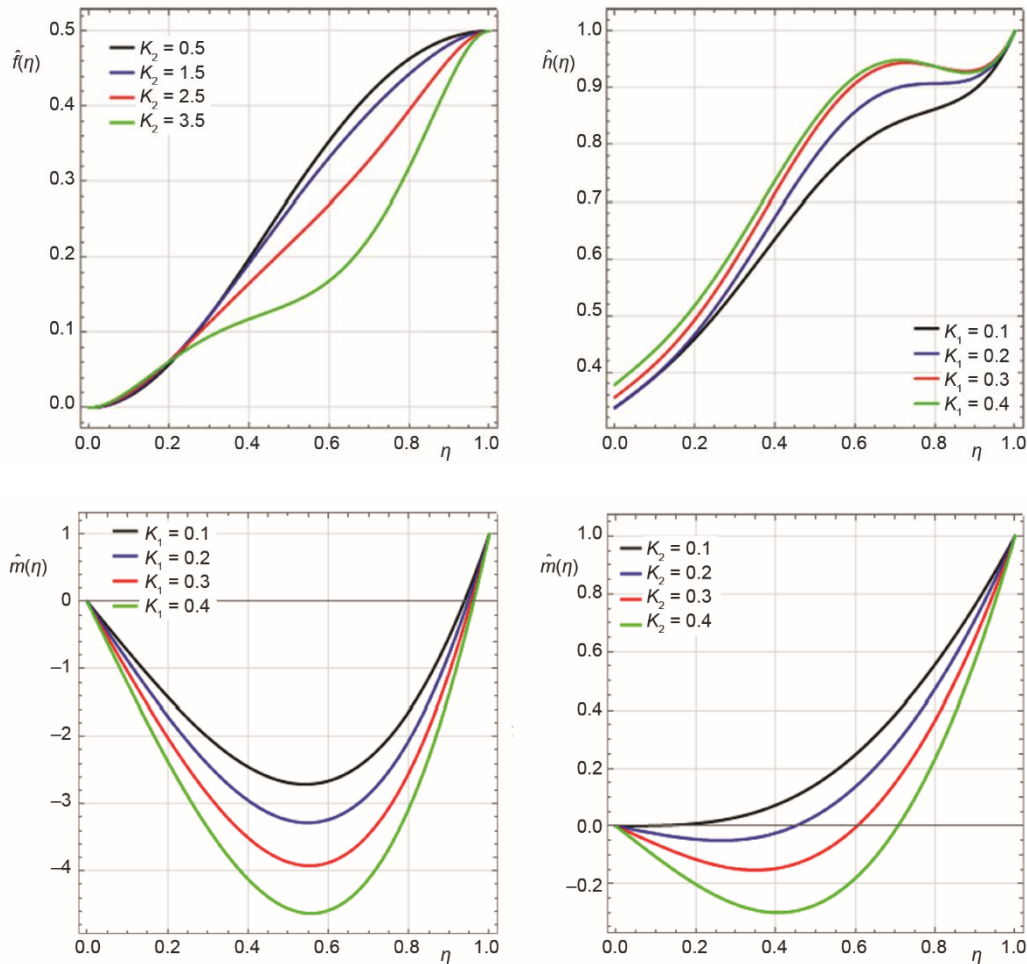 0.5
f̂(η)
0.4
0.3
0.2
0.1
0.0
K₂ = 0.5
K₂ = 1.5
K₂ = 2.5
K₂ = 3.5
0.0 0.2 0.4 0.6 0.8 1.0
η
1.0
ĥ(η)
0.9
0.8
0.7
0.6
0.5
0.4
K₁ = 0.1
K₁ = 0.2
K₁ = 0.3
K₁ = 0.4
0.0 0.2 0.4 0.6 0.8 1.0
η
1
m̂(η)
0
−1
−2
−3
−4
K₁ = 0.1
K₁ = 0.2
K₁ = 0.3
K₁ = 0.4
0.0 0.2 0.4 0.6 0.8 1.0
η
1.0
m̂(η)
0.8
0.6
0.4
0.2
0.0
−0.2
K₂ = 0.1
K₂ = 0.2
K₂ = 0.3
K₂ = 0.4
0.0 0.2 0.4 0.6 0.8 1.0
η